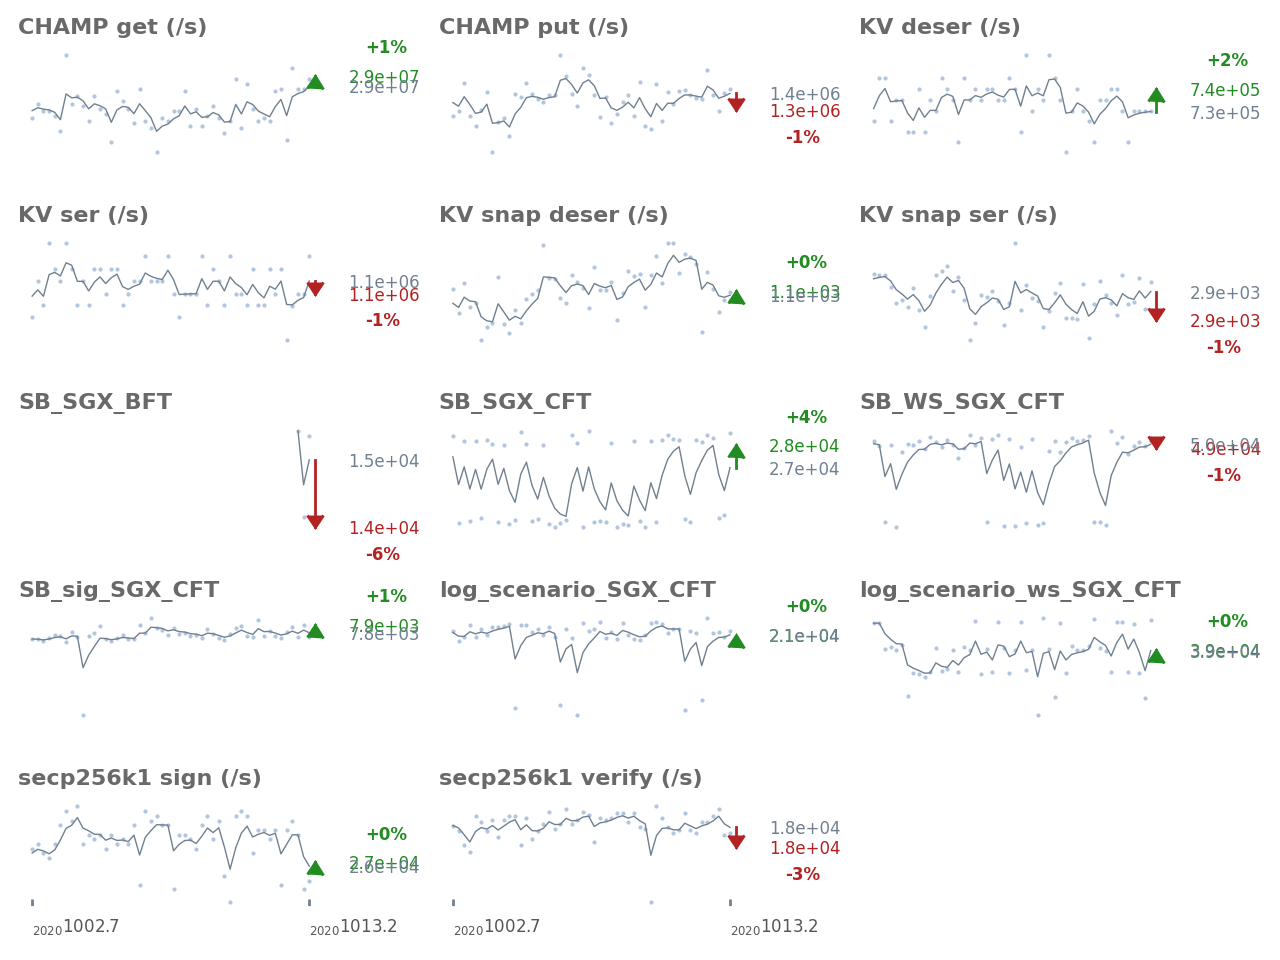 CHAMP get (/s)
+1%
2.9e+07
2.9e+07
CHAMP put (/s)
1.4e+06
1.3e+06
-1%
KV deser (/s)
+2%
7.4e+05
7.3e+05
KV ser (/s)
1.1e+06
1.1e+06
-1%
KV snap deser (/s)
+0%
1.1e+03
1.1e+03
KV snap ser (/s)
2.9e+03
2.9e+03
-1%
SB_SGX_BFT
1.5e+04
1.4e+04
-6%
SB_SGX_CFT
+4%
2.8e+04
2.7e+04
SB_WS_SGX_CFT
5.0e+04
4.9e+04
-1%
SB_sig_SGX_CFT
+1%
7.9e+03
7.8e+03
log_scenario_SGX_CFT
+0%
2.1e+04
log_scenario_ws_SGX_CFT
+0%
3.9e+04
3.9e+04
secp256k1 sign (/s)
+0%
2.7e+04
2.6e+04
2020 1002.7
2020 1013.2
secp256k1 verify (/s)
1.8e+04
1.8e+04
-3%
2020 1002.7
2020 1013.2